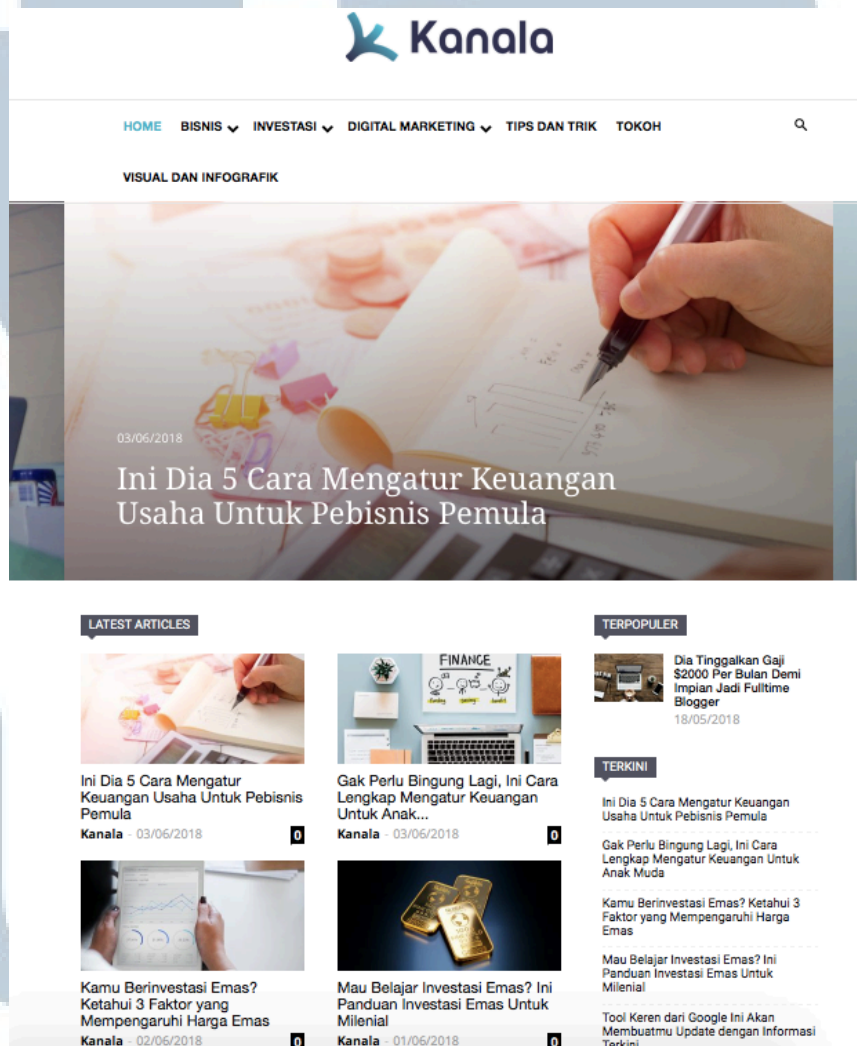 Kanala
HOME BISNIS INVESTASI DIGITAL MARKETING TIPS DAN TRIK TOKOH
VISUAL DAN INFOGRAFIK
03/06/2018
Ini Dia 5 Cara Mengatur Keuangan
Usaha Untuk Pebisnis Pemula
LATEST ARTICLES
FINANCE
Ini Dia 5 Cara Mengatur
Keuangan Usaha Untuk Pebisnis
Pemula
Kanala - 03/06/2018
0
Gak Perlu Bingung Lagi, Ini Cara
Lengkap Mengatur Keuangan
Untuk Anak...
Kanala - 03/06/2018
0
Kamu Berinvestasi Emas?
Ketahui 3 Faktor yang
Mempengaruhi Harga Emas
Kanala - 02/06/2018
0
Mau Belajar Investasi Emas? Ini
Panduan Investasi Emas Untuk
Milenial
Kanala - 01/06/2018
0
TERPOPULER
Dia Tinggalkan Gaji
$2000 Per Bulan Demi
Impian Jadi Fulltime
Blogger
18/05/2018
TERKINI
Ini Dia 5 Cara Mengatur Keuangan
Usaha Untuk Pebisnis Pemula
Gak Perlu Bingung Lagi, Ini Cara
Lengkap Mengatur Keuangan Untuk
Anak Muda
Kamu Berinvestasi Emas? Ketahui 3
Faktor yang Mempengaruhi Harga
Emas
Mau Belajar Investasi Emas? Ini
Panduan Investasi Emas Untuk
Milenial
Tool Keren dari Google Ini Akan
Membuatmu Update dengan Informasi
Terkini